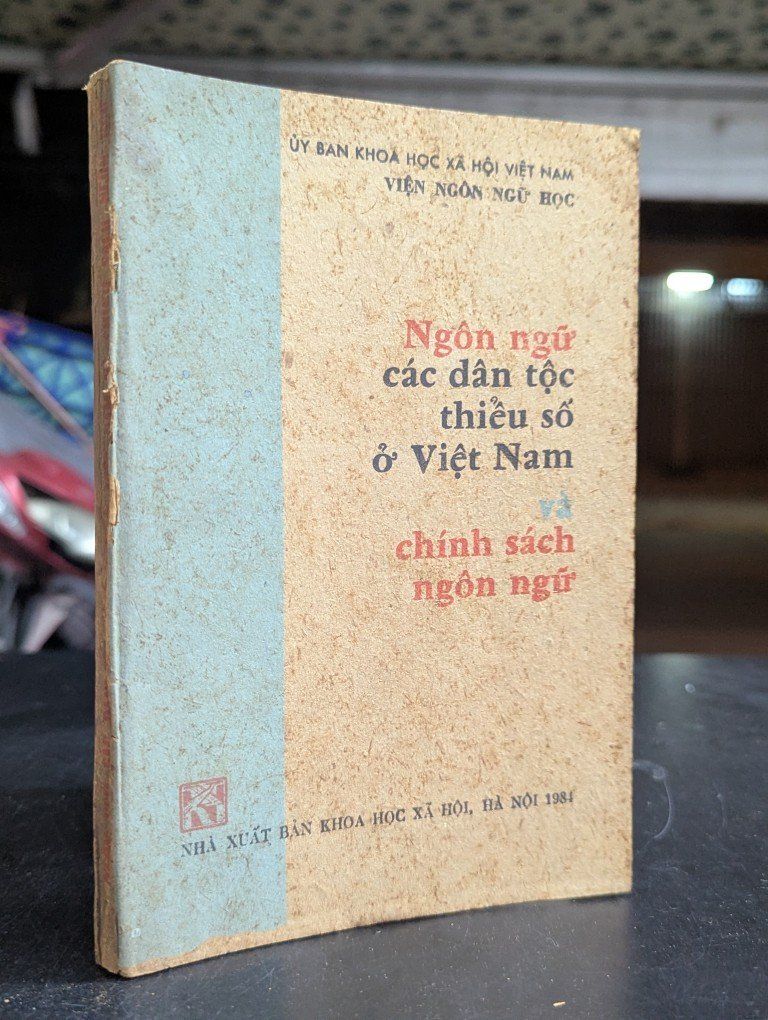 ỦY BAN KHOA HỌC XÃ HỘI VIỆT NAM
VIỆN NGÔN NGỮ HỌC
Ngôn ngữ
các dân tộc
thiểu số
ở Việt Nam
và
chính sách
ngôn ngữ
NHÀ XUẤT BẢN KHOA HỌC XÃ HỘI, HÀ NỘI 1984